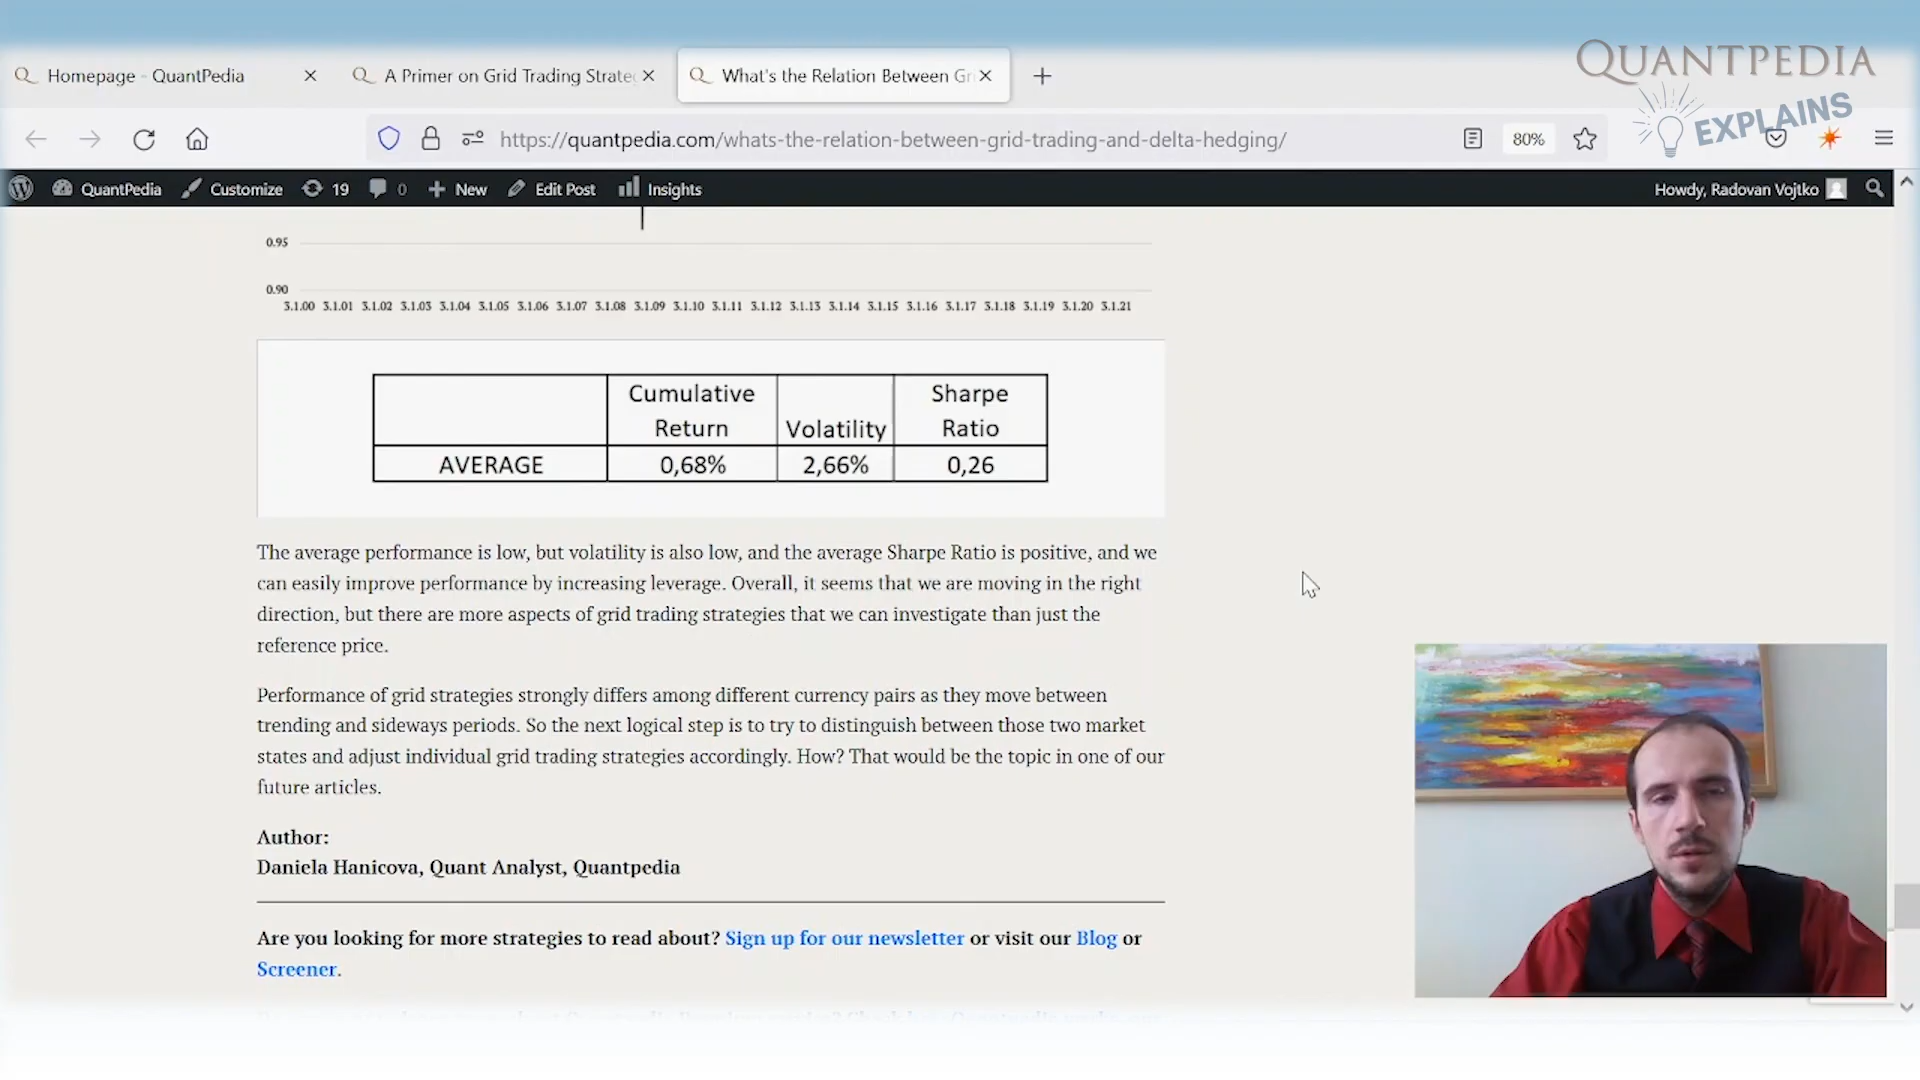 QUANTPEDIA
EXPLAINS
Homepage - QuantPedia
A Primer on Grid Trading Strate
What's the Relation Between Gr
https://quantpedia.com/whats-the-relation-between-grid-trading-and-delta-hedging/
80%
QuantPedia Customize 19 0 New Edit Post Insights Howdy, Radovan Vojtko
0.95
0.90
3.1.00 3.1.01 3.1.02 3.1.03 3.1.04 3.1.05 3.1.06 3.1.07 3.1.08 3.1.09 3.1.10 3.1.11 3.1.12 3.1.13 3.1.14 3.1.15 3.1.16 3.1.17 3.1.18 3.1.19 3.1.20 3.1.21
Cumulative Return Volatility Sharpe Ratio
AVERAGE 0,68% 2,66% 0,26
The average performance is low, but volatility is also low, and the average Sharpe Ratio is positive, and we
can easily improve performance by increasing leverage. Overall, it seems that we are moving in the right
direction, but there are more aspects of grid trading strategies that we can investigate than just the
reference price.
Performance of grid strategies strongly differs among different currency pairs as they move between
trending and sideways periods. So the next logical step is to try to distinguish between those two market
states and adjust individual grid trading strategies accordingly. How? That would be the topic in one of our
future articles.
Author:
Daniela Hanicova, Quant Analyst, Quantpedia
Are you looking for more strategies to read about? Sign up for our newsletter or visit our Blog or
Screener.